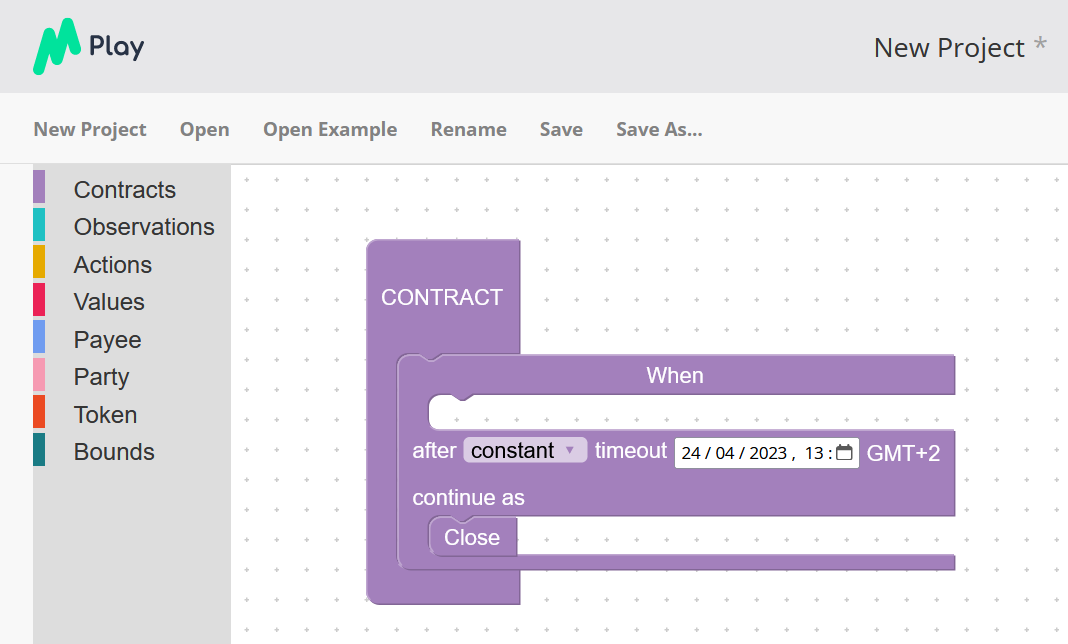 Play
New Project *
New Project Open Open Example Rename Save Save As...
Contracts
Observations
Actions
Values
Payee
Party
Token
Bounds
CONTRACT
When
after constant timeout 24 / 04 / 2023 , 13 : GMT+2
continue as
Close